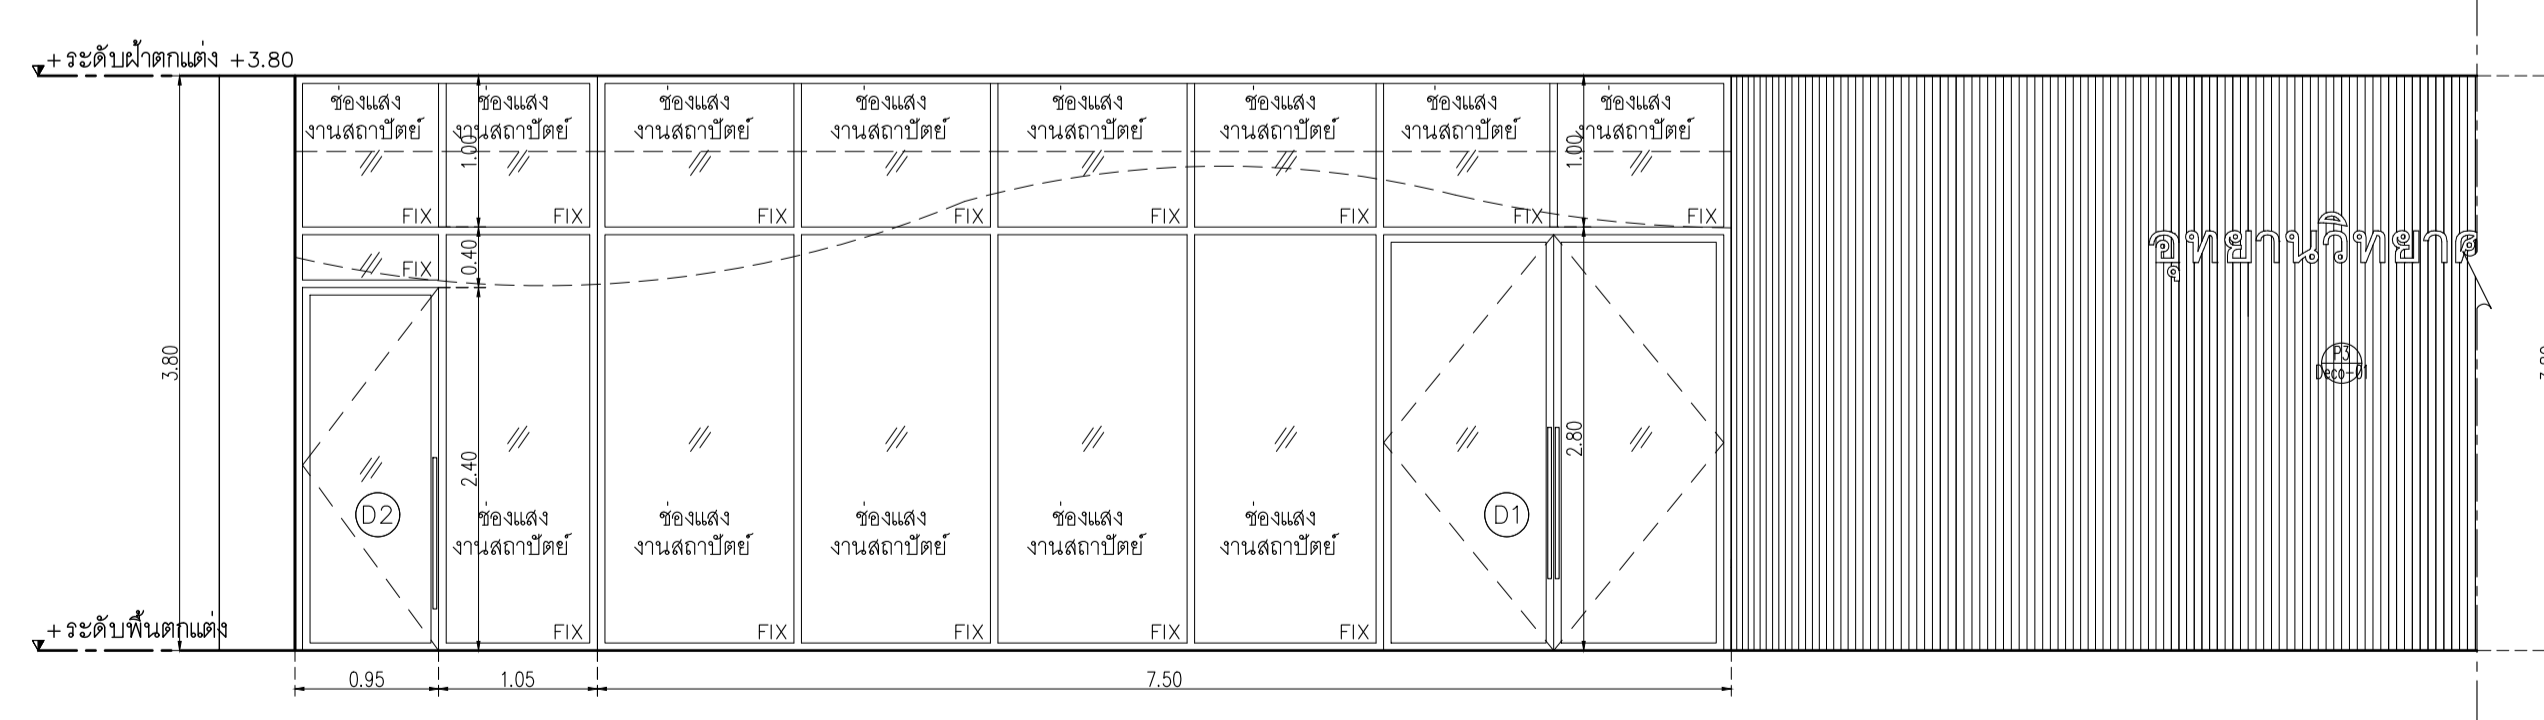 +ระดับฝ้าตกแต่ง +3.80
ช่องแสง ช่องแสง ช่องแสง ช่องแสง ช่องแสง ช่องแสง ช่องแสง ช่องแสง
งานสถาปัตย์ งานสถาปัตย์ งานสถาปัตย์ งานสถาปัตย์ งานสถาปัตย์ งานสถาปัตย์ งานสถาปัตย์ งานสถาปัตย์
1.00 1.00
FIX FIX FIX FIX FIX FIX FIX FIX
อุทยานวิทยาศ
FIX 0.40
3.80
P3
Deco-01
2.40 2.80
D2 D1
ช่องแสง ช่องแสง ช่องแสง ช่องแสง ช่องแสง
งานสถาปัตย์ งานสถาปัตย์ งานสถาปัตย์ งานสถาปัตย์ งานสถาปัตย์
+ระดับพื้นตกแต่ง
FIX FIX FIX FIX FIX
0.95 1.05 7.50